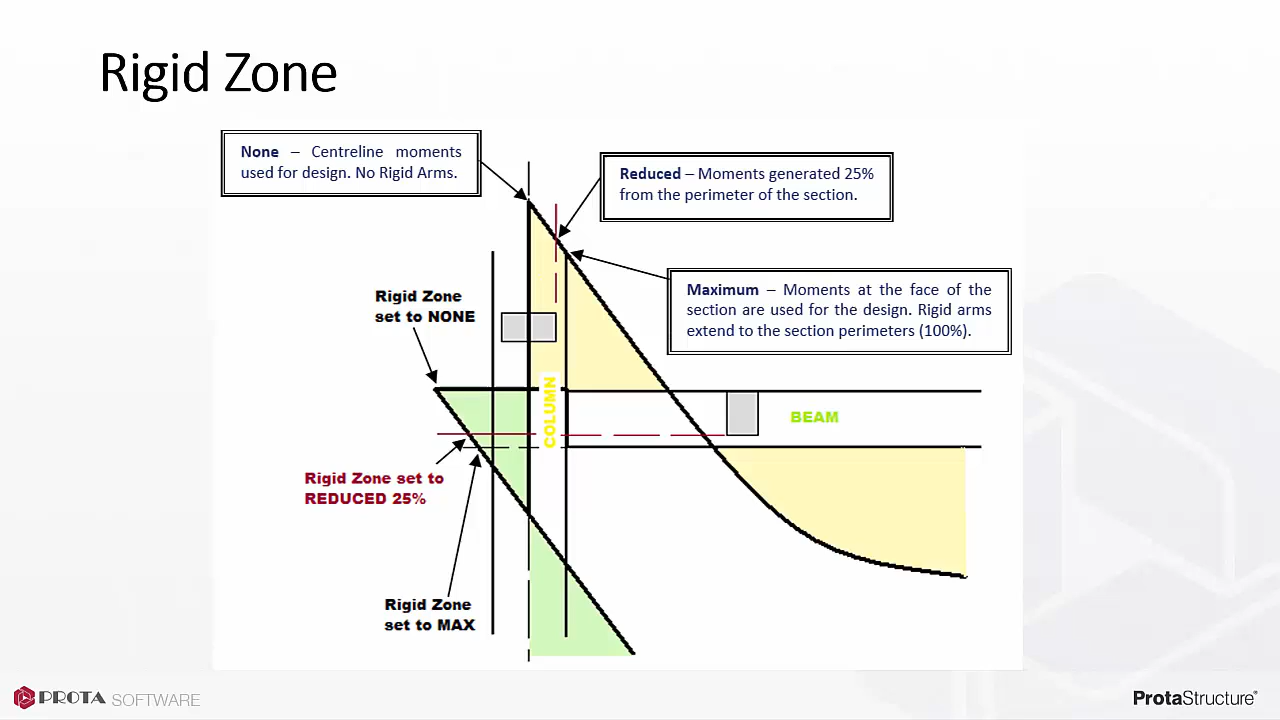 Rigid Zone
None – Centreline moments
used for design. No Rigid Arms.
Reduced – Moments generated 25%
from the perimeter of the section.
Maximum – Moments at the face of the
section are used for the design. Rigid arms
extend to the section perimeters (100%).
Rigid Zone
set to NONE
COLUMN
BEAM
Rigid Zone set to
REDUCED 25%
Rigid Zone
set to MAX
PROTA SOFTWARE
ProtaStructure®